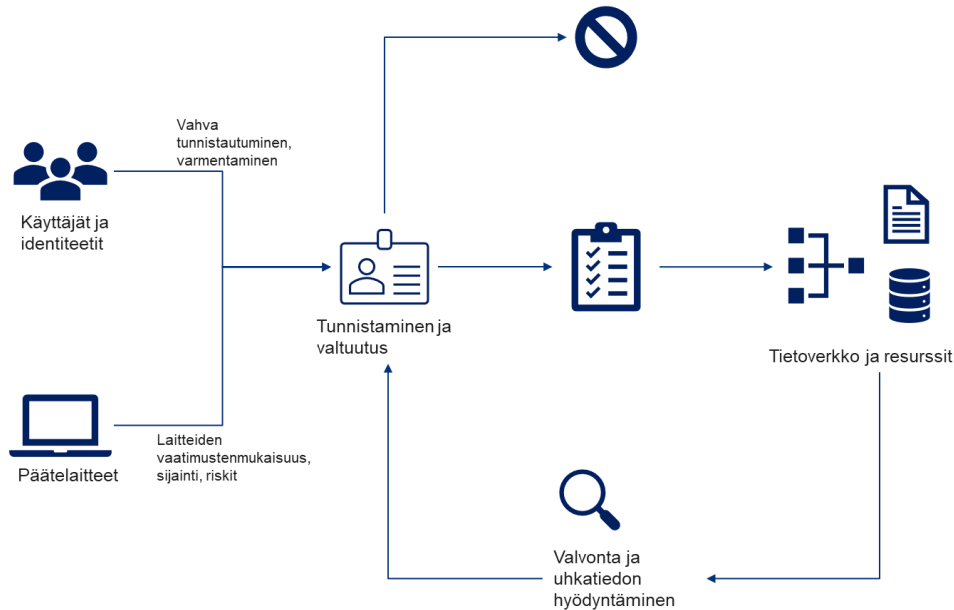 Vahva
tunnistautuminen,
varmentaminen
Käyttäjät ja
identiteetit
Tunnistaminen ja
valtuutus
Tietoverkko ja resurssit
Päätelaitteet
Laitteiden
vaatimustenmukaisuus,
sijainti, riskit
Valvonta ja
uhkatiedon
hyödyntäminen